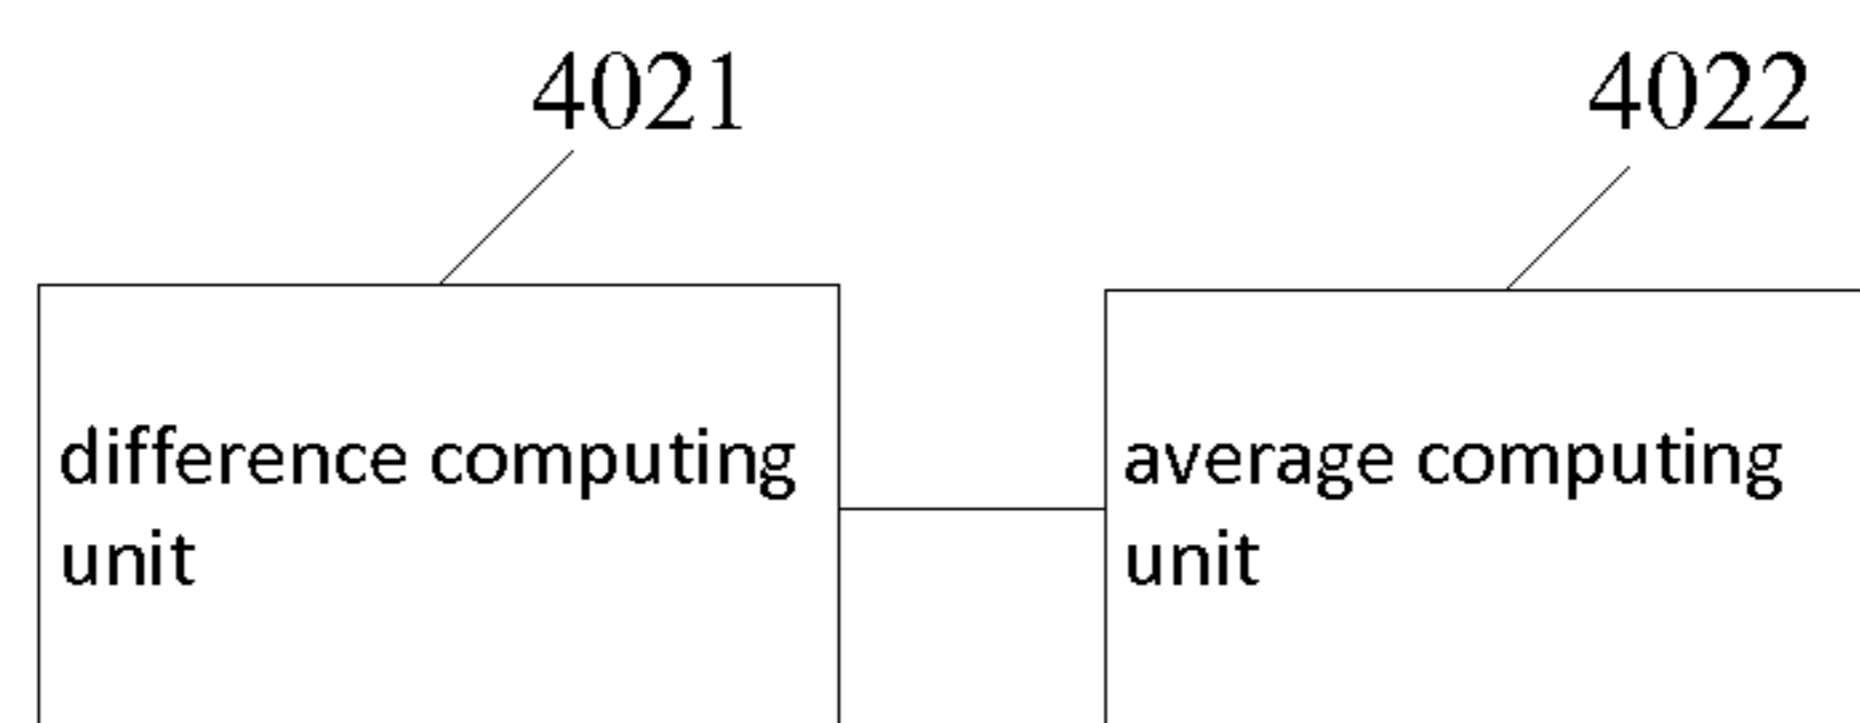 4021
4022
difference computing
unit
average computing
unit